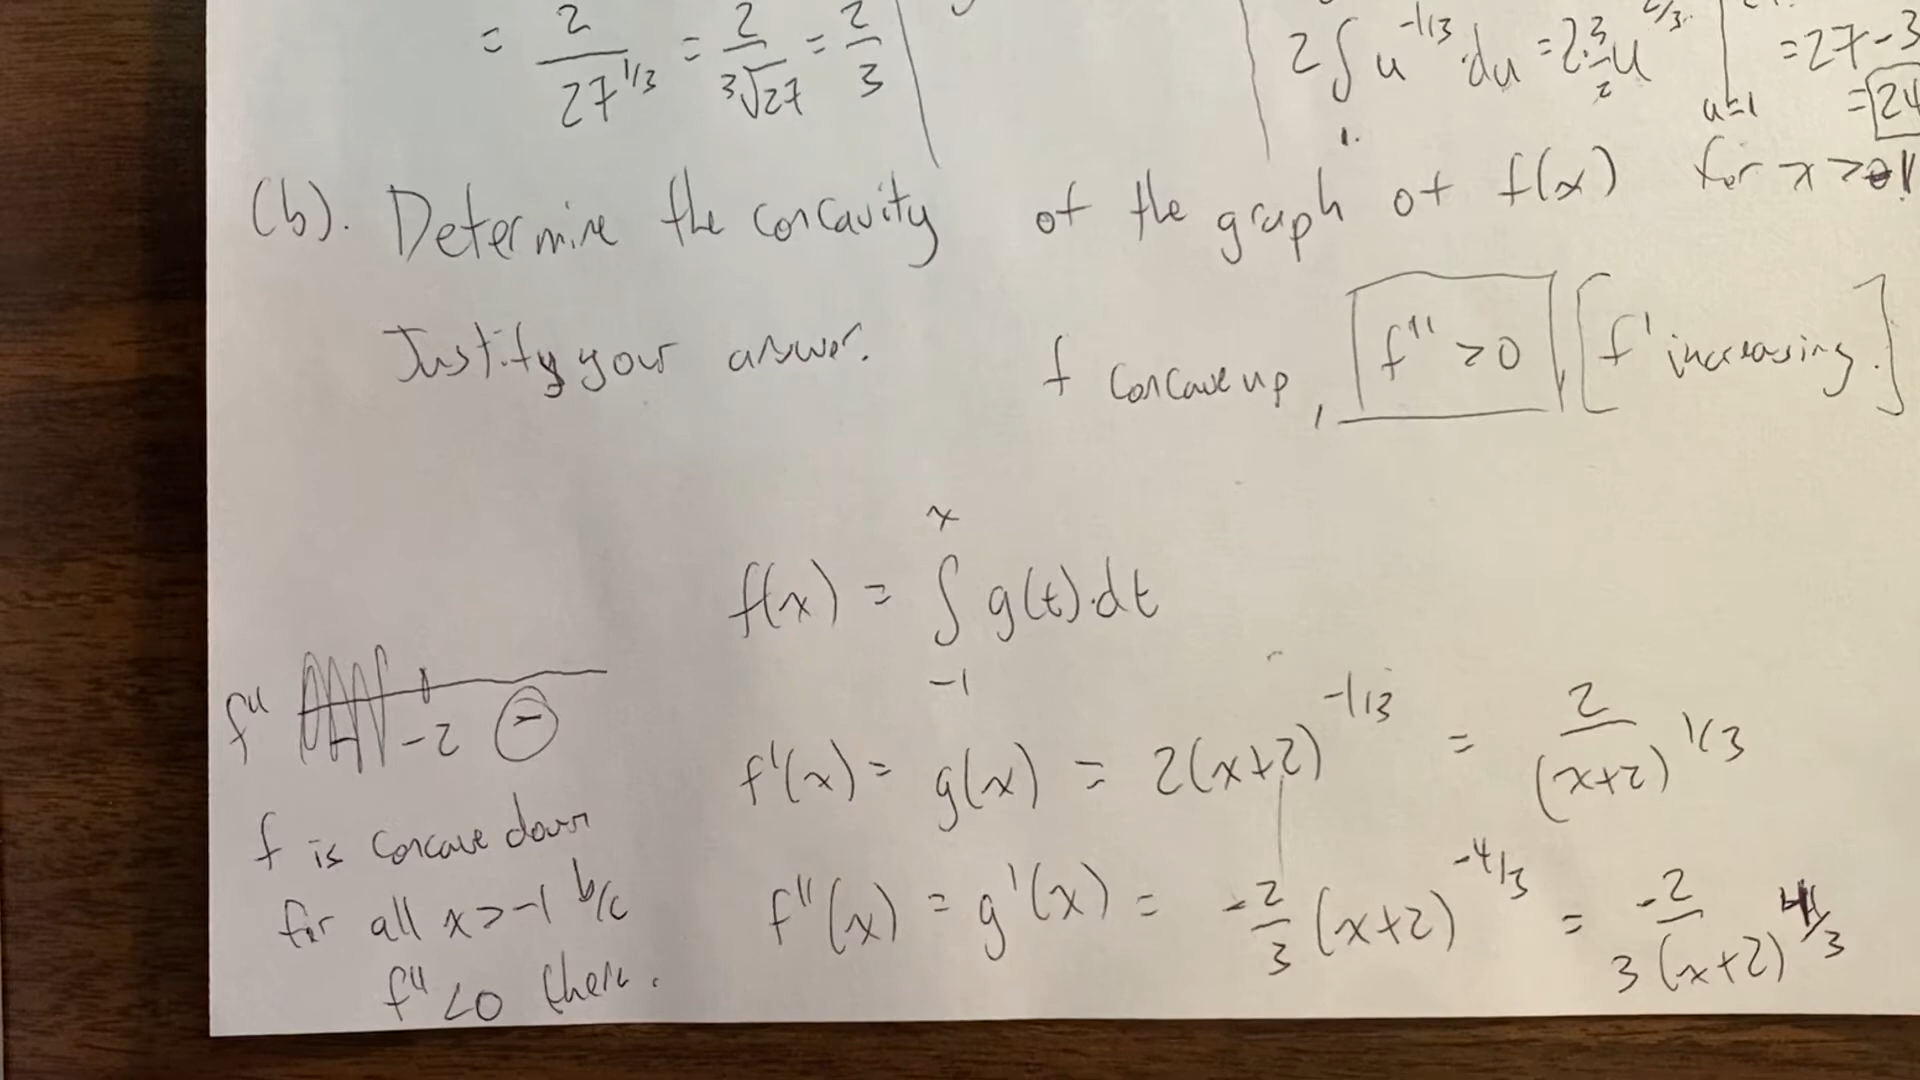 = 2/27^1/3 = 2/∛27 = 2/3
2∫u^-1/3 du = 2·3/2 u^2/3 | u=1 = 27-3
1.
= 24
(b). Determine the concavity of the graph of f(x) for x >
Justify your answer.
f concave up, f'' >0, [f' increasing.]
f(x) = ∫_-1^x g(t)·dt
f'(x) = g(x) = 2(x+2)^-1/3 = 2/(x+2)^1/3
f''(x) = g'(x) = -2/3 (x+2)^-4/3 = -2/3(x+2)^4/3
f'' -2 -
f is concave down
for all x>-1 b/c
f'' <0 there.